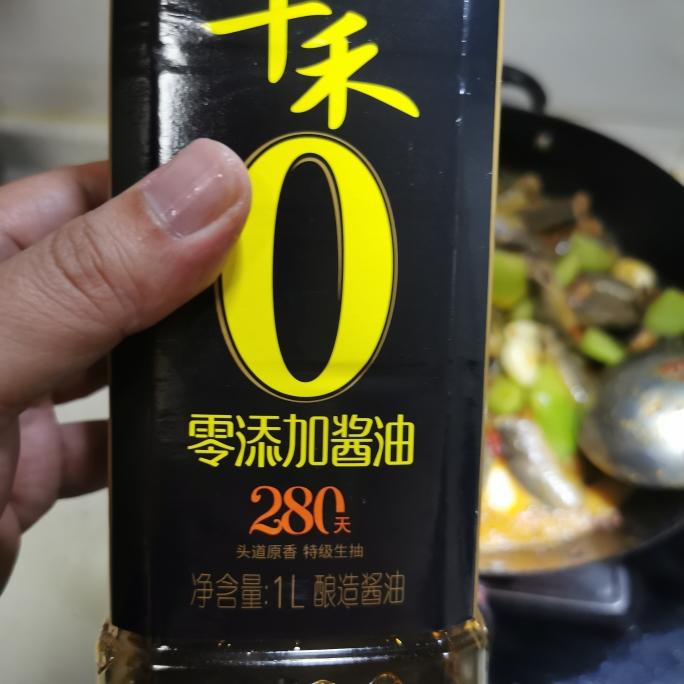 千禾
0
零添加酱油
280天
头道原香 特级生抽
净含量:1L 酿造酱油